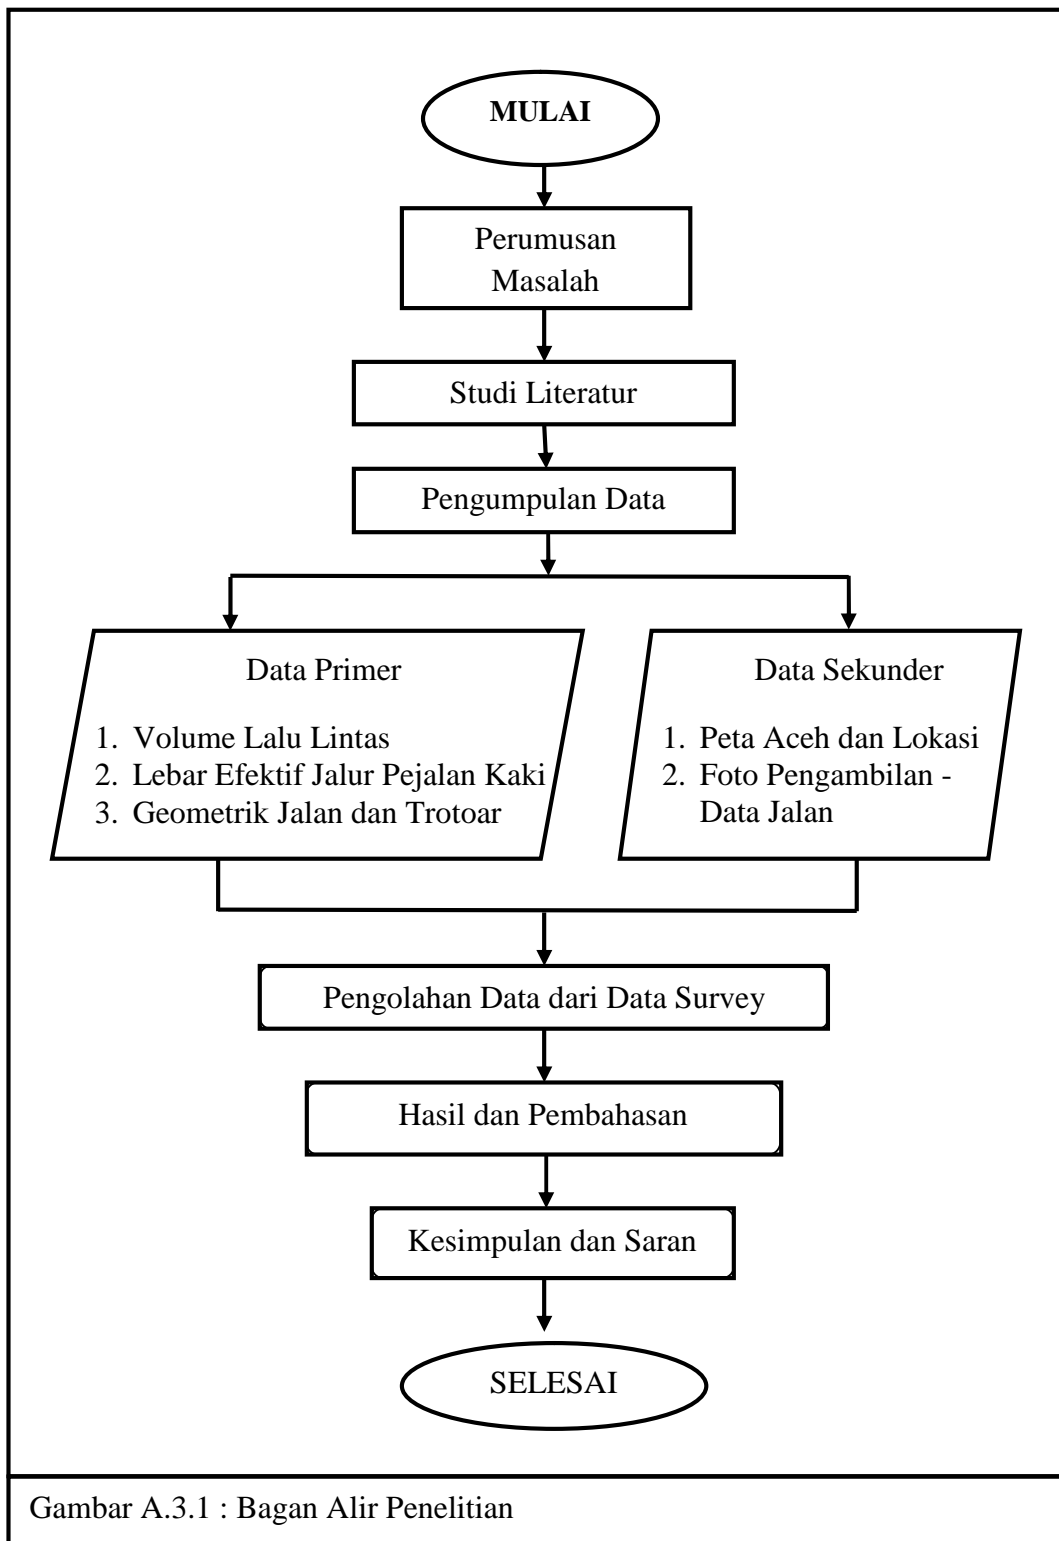 MULAI
Perumusan
Masalah
Studi Literatur
Pengumpulan Data
Data Primer
1. Volume Lalu Lintas
2. Lebar Efektif Jalur Pejalan Kaki
3. Geometrik Jalan dan Trotoar
Data Sekunder
1. Peta Aceh dan Lokasi
2. Foto Pengambilan -
Data Jalan
Pengolahan Data dari Data Survey
Hasil dan Pembahasan
Kesimpulan dan Saran
SELESAI
Gambar A.3.1 : Bagan Alir Penelitian